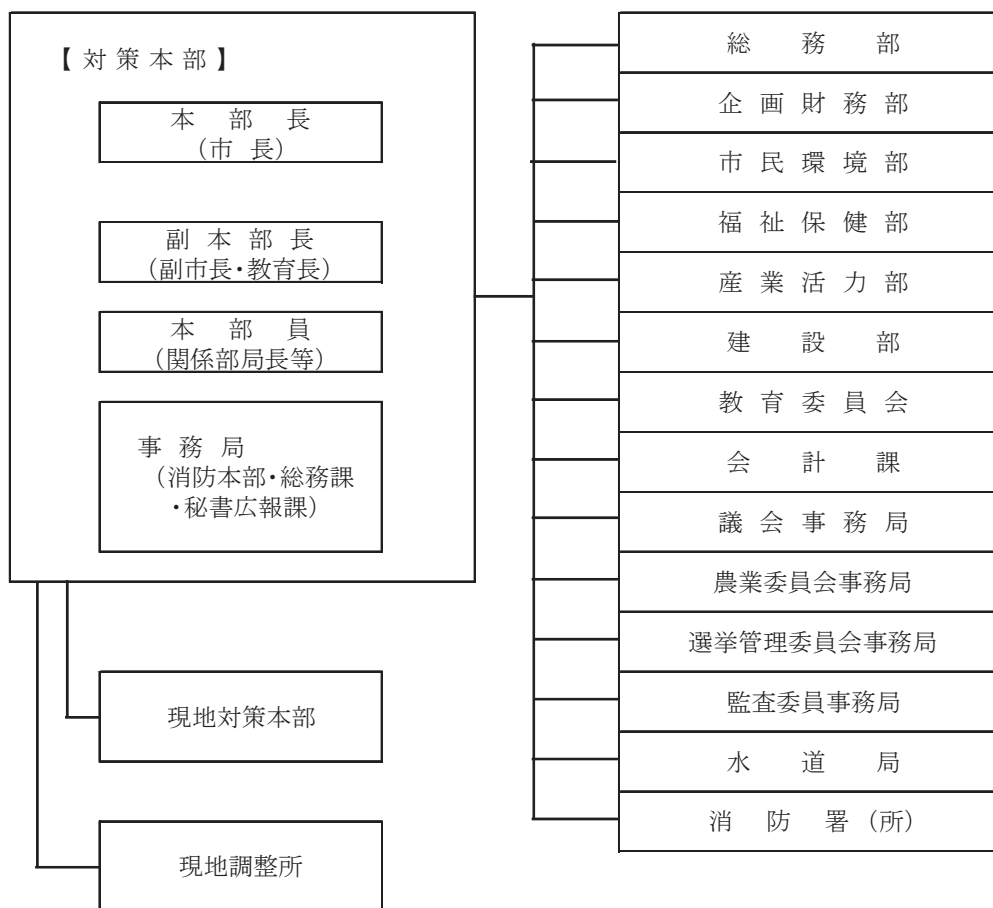 【対策本部】
本部長
（市長）
副本部長
（副市長・教育長）
本部員
（関係部局長等）
事務局
（消防本部・総務課
・秘書広報課）
現地対策本部
現地調整所
総務部
企画財務部
市民環境部
福祉保健部
産業活力部
建設部
教育委員会
会計課
議会事務局
農業委員会事務局
選挙管理委員会事務局
監査委員事務局
水道局
消防署（所）